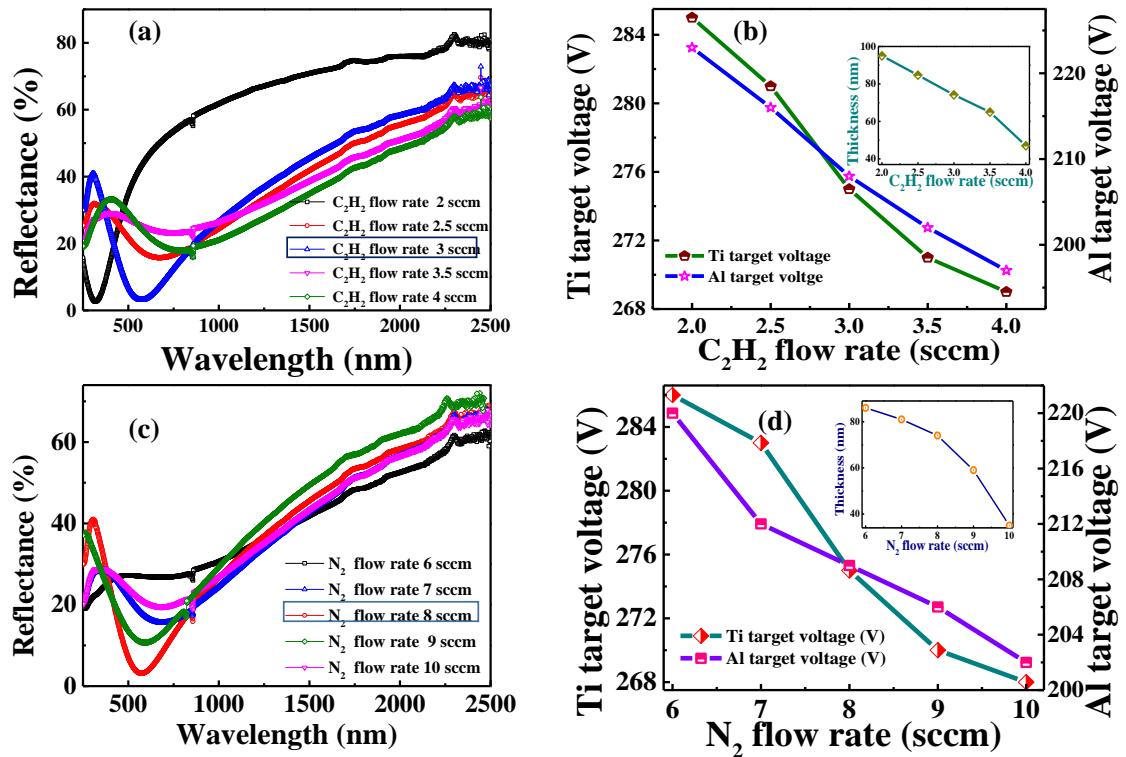 (a)
Reflectance (%)
80
60
40
20
0
C₂H₂ flow rate 2 sccm
C₂H₂ flow rate 2.5 sccm
C₂H₂ flow rate 3 sccm
C₂H₂ flow rate 3.5 sccm
C₂H₂ flow rate 4 sccm
500 1000 1500 2000 2500
Wavelength (nm)
(b)
Ti target voltage (V)
284
280
276
272
268
Al target voltage (V)
220
210
200
Thickness (nm)
100
80
60
40
2.0 2.5 3.0 3.5 4.0
C₂H₂ flow rate (sccm)
Ti target voltage
Al target voltge
2.0 2.5 3.0 3.5 4.0
C₂H₂ flow rate (sccm)
(c)
Reflectance (%)
60
40
20
0
N₂ flow rate 6 sccm
N₂ flow rate 7 sccm
N₂ flow rate 8 sccm
N₂ flow rate 9 sccm
N₂ flow rate 10 sccm
500 1000 1500 2000 2500
Wavelength (nm)
(d)
Ti target voltage (V)
284
280
276
272
268
Al target voltage (V)
220
216
212
208
204
200
Thickness (nm)
80
60
40
6 7 8 9 10
N₂ flow rate (sccm)
Ti target voltage (V)
Al target voltage (V)
6 7 8 9 10
N₂ flow rate (sccm)